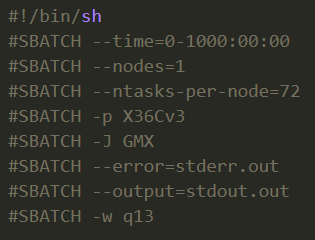 #!/bin/sh
#SBATCH --time=0-1000:00:00
#SBATCH --nodes=1
#SBATCH --ntasks-per-node=72
#SBATCH -p X36Cv3
#SBATCH -J GMX
#SBATCH --error=stderr.out
#SBATCH --output=stdout.out
#SBATCH -w q13